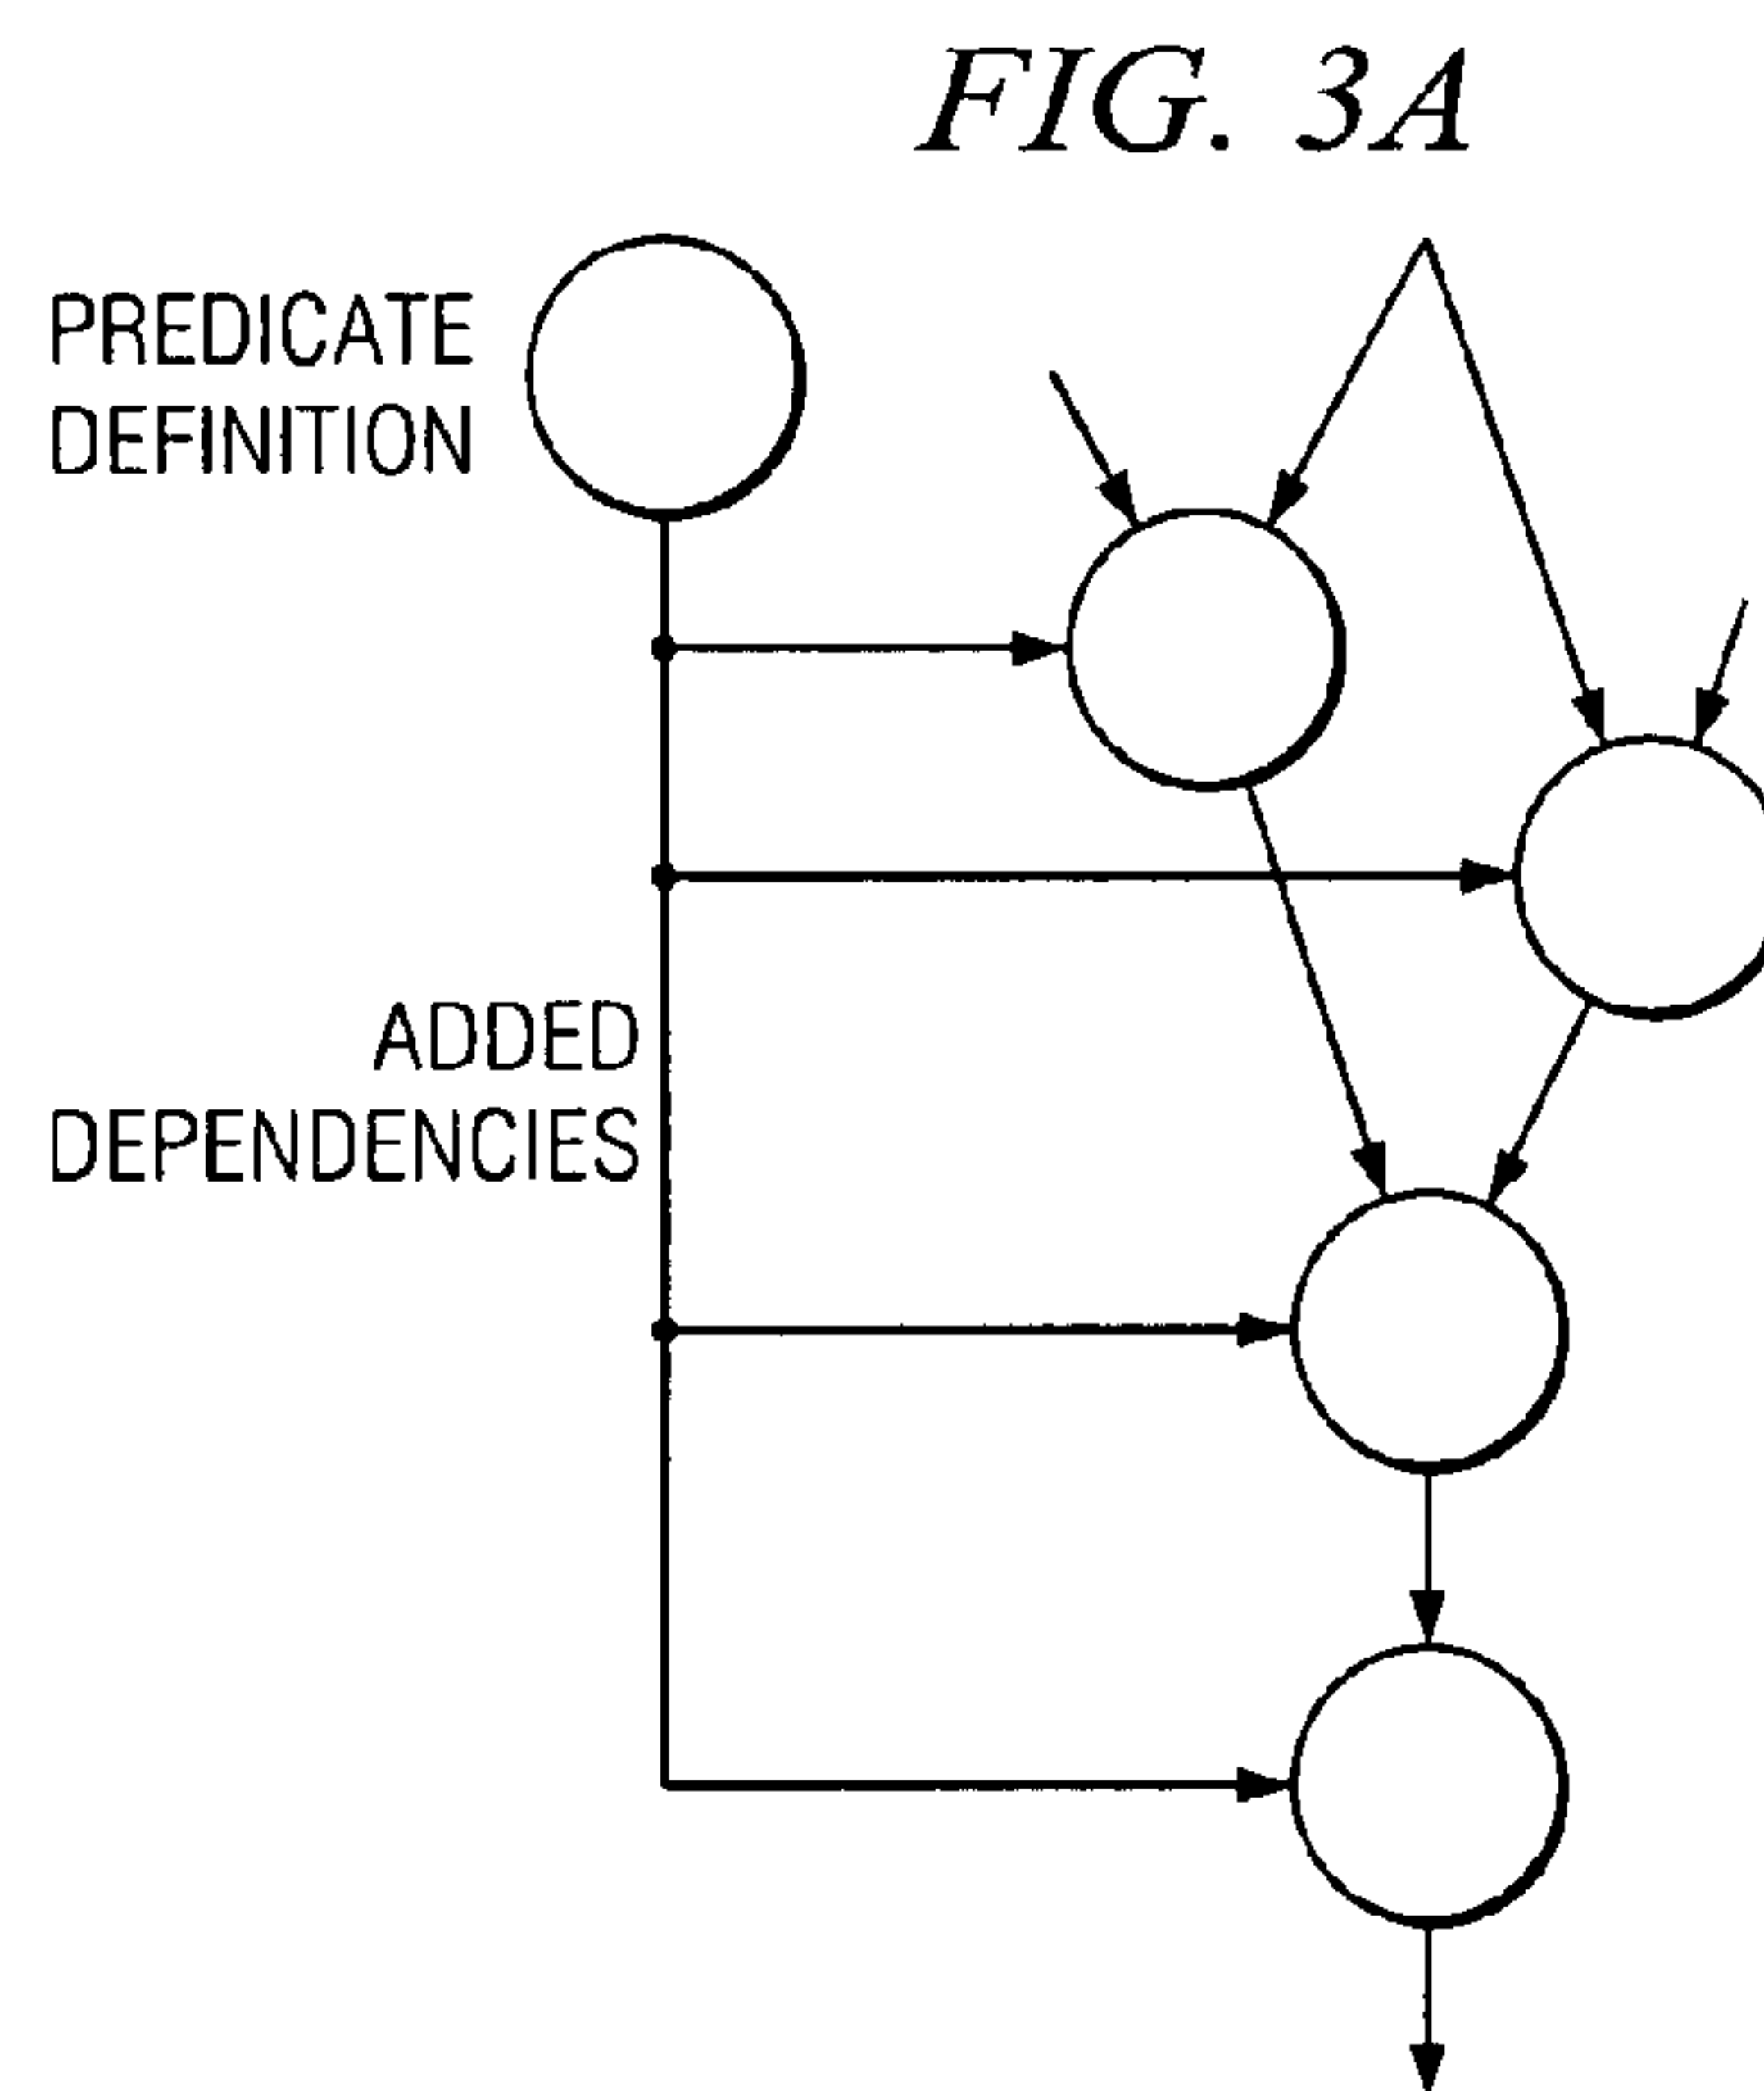 FIG. 3A
PREDICATE
DEFINITION
ADDED
DEPENDENCIES